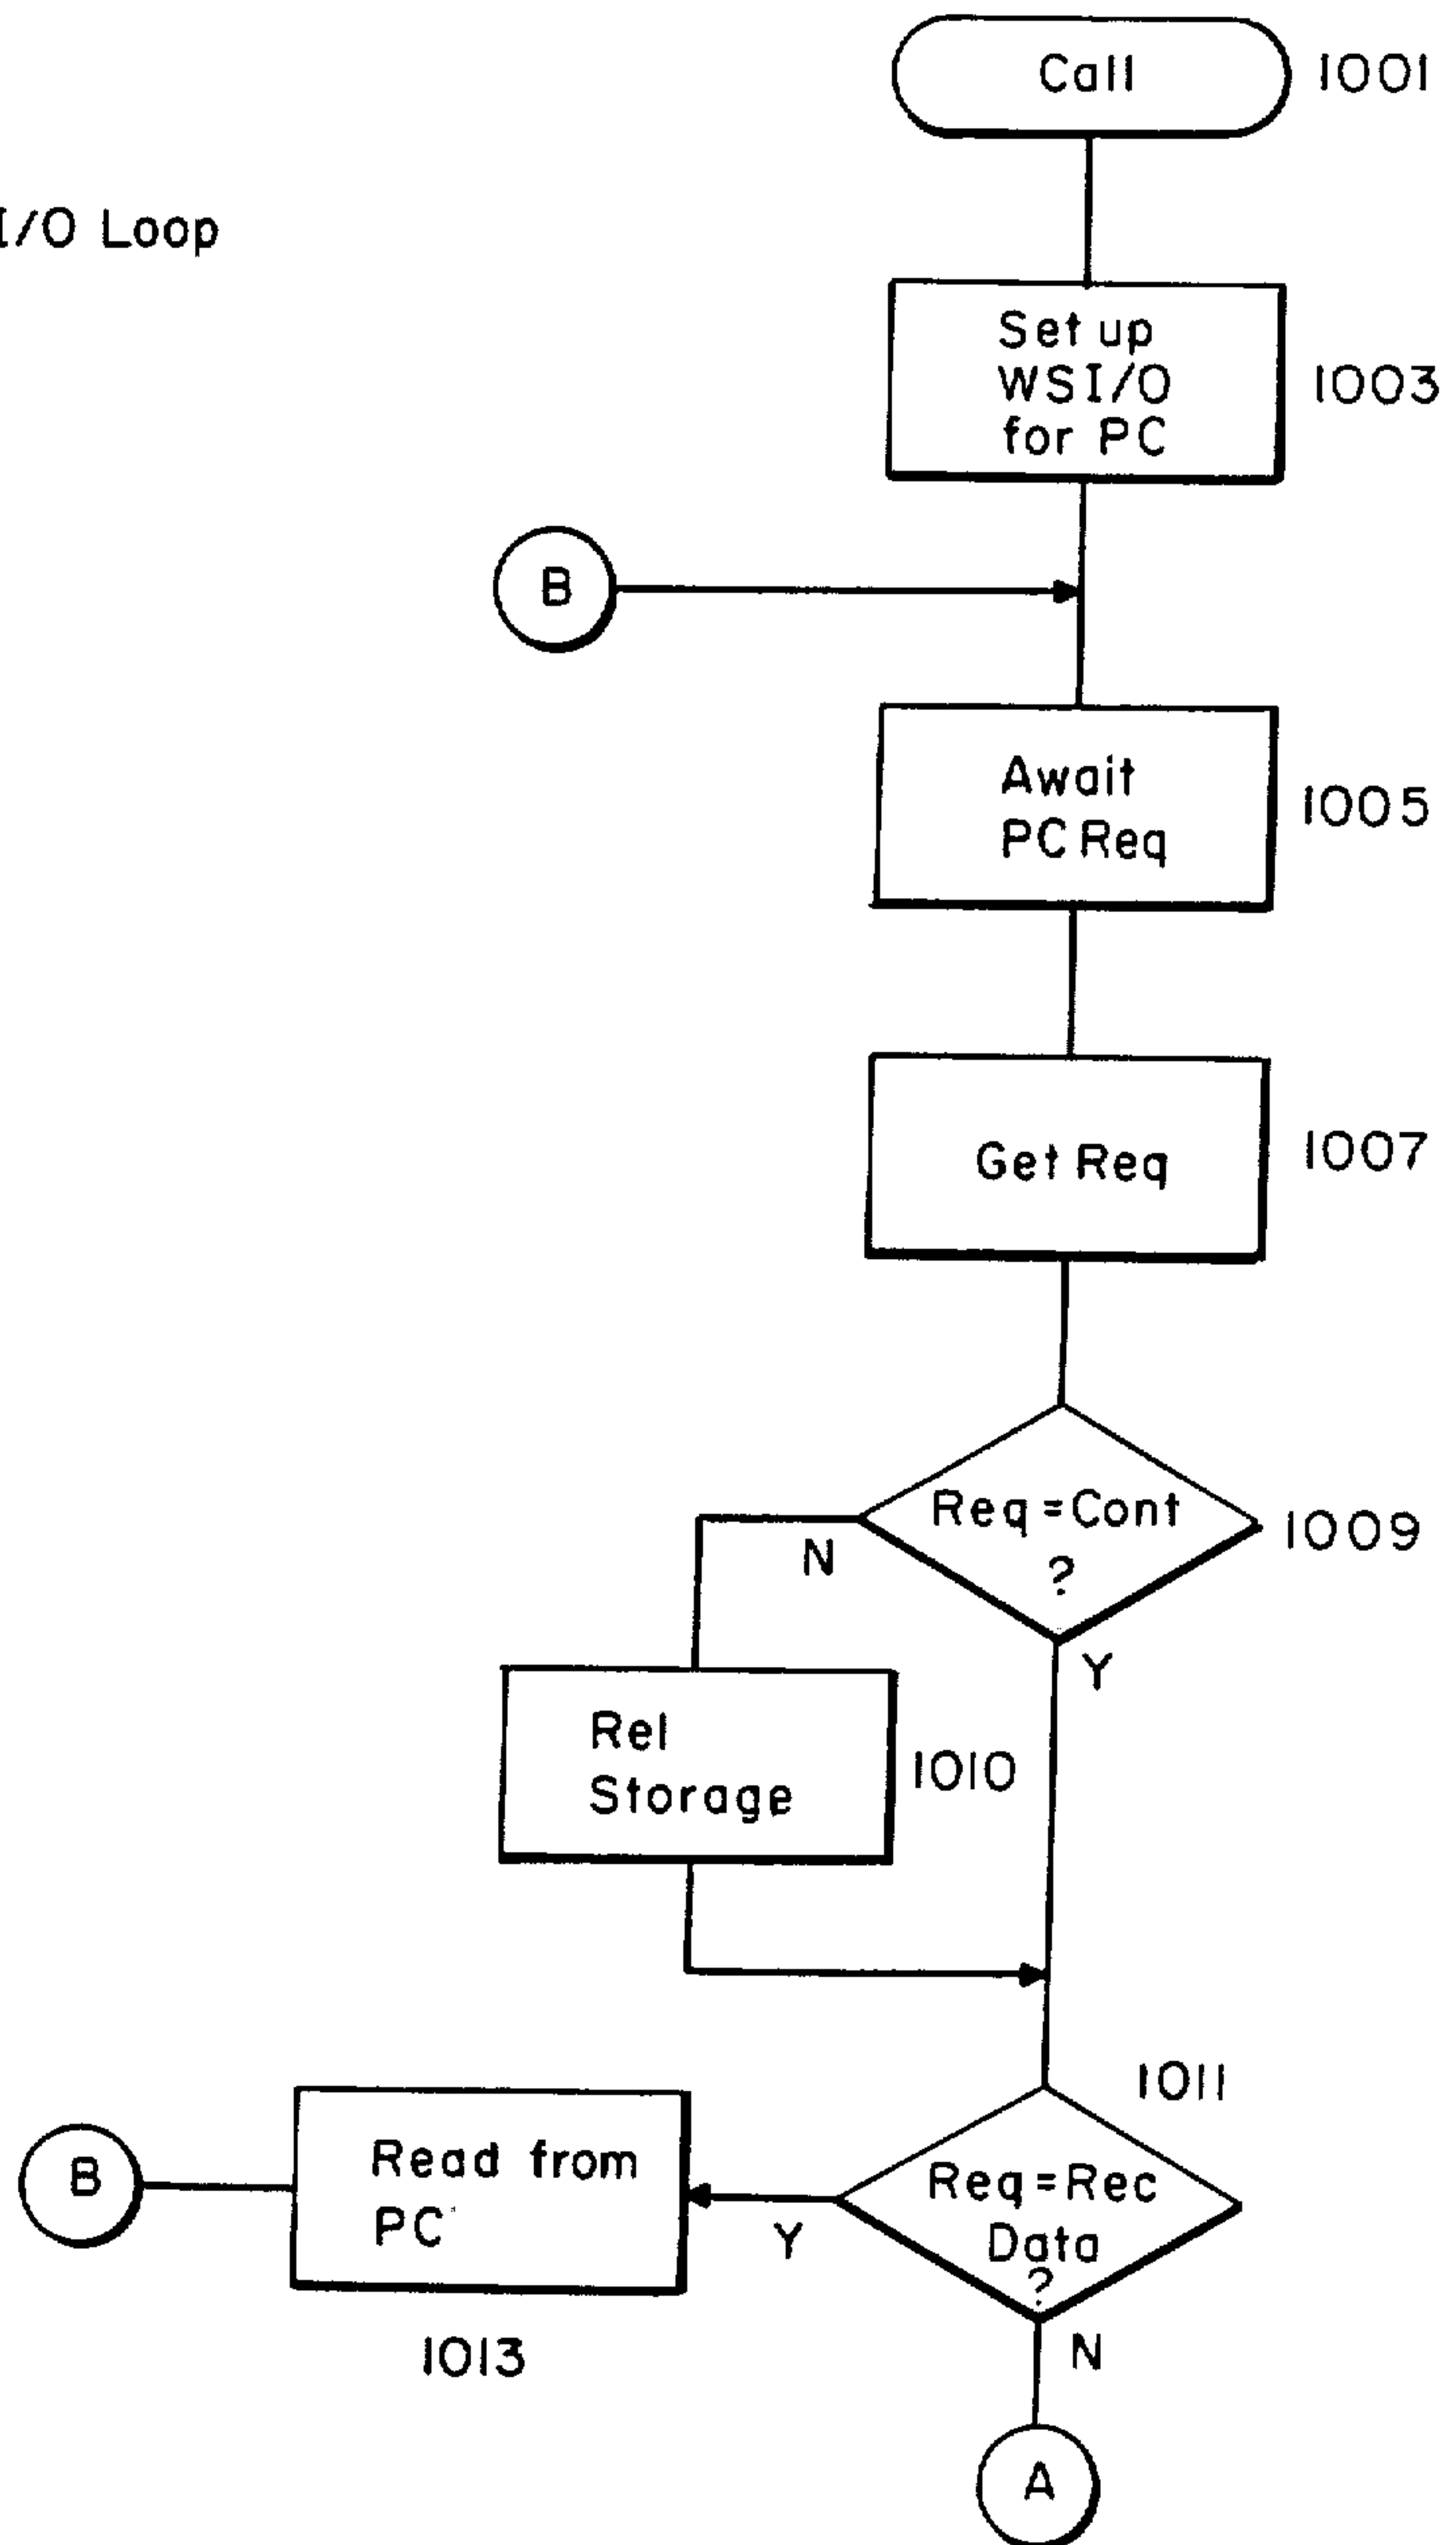 Call 1001
I/O Loop
Set up
WSI/O 1003
for PC
B
Await
PC Req
1005
Get Req 1007
Req=Cont 1009
?
N
Y
Rel
Storage
1010
1011
Read from
PC
B
Req=Rec
Data
?
Y
1013
N
A